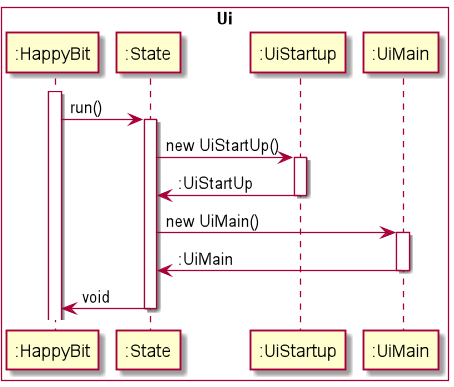 Ui
:HappyBit :State :UiStartup :UiMain
run()
new UiStartUp()
:UiStartUp
new UiMain()
:UiMain
void
:HappyBit :State :UiStartup :UiMain